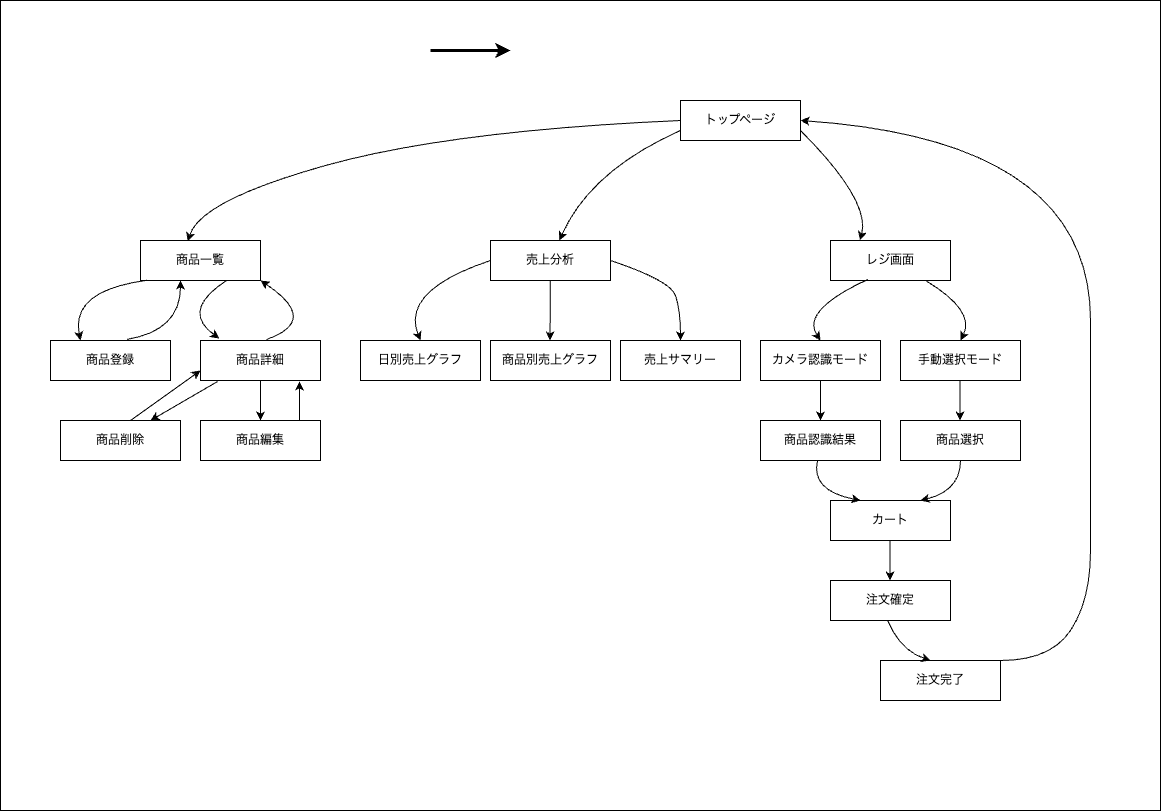 トップページ
商品一覧
売上分析
レジ画面
商品登録
商品詳細
日別売上グラフ
商品別売上グラフ
売上サマリー
カメラ認識モード
手動選択モード
商品削除
商品編集
商品認識結果
商品選択
カート
注文確定
注文完了